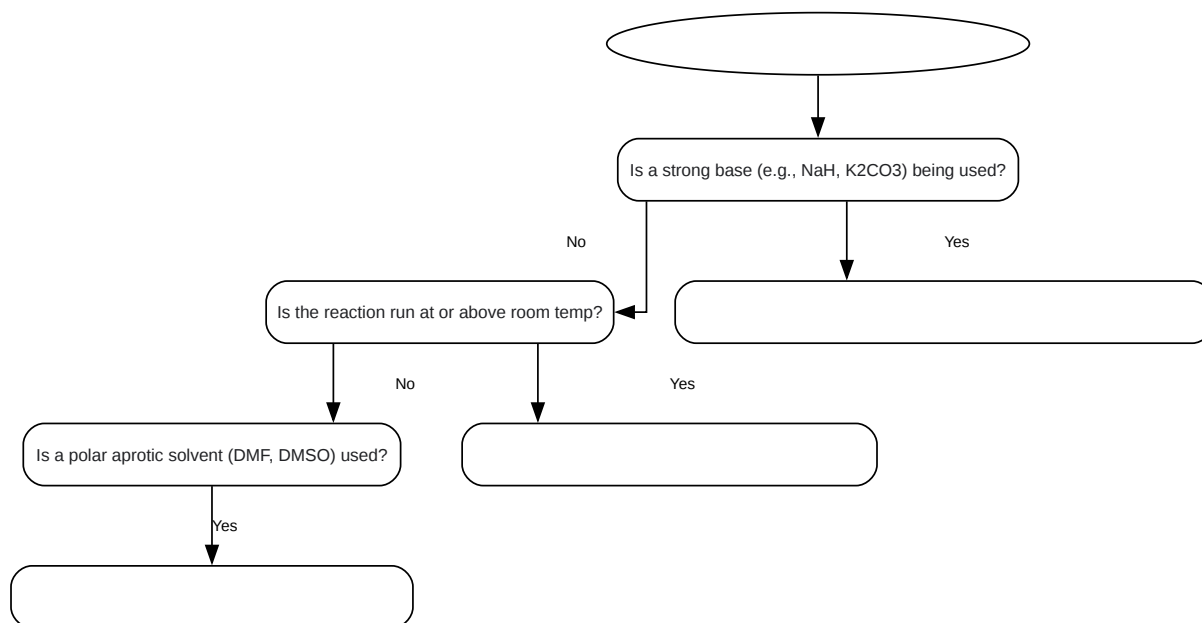 Is a strong base (e.g., NaH, K2CO3) being used?
No
Yes
Is the reaction run at or above room temp?
No
Yes
Is a polar aprotic solvent (DMF, DMSO) used?
Yes